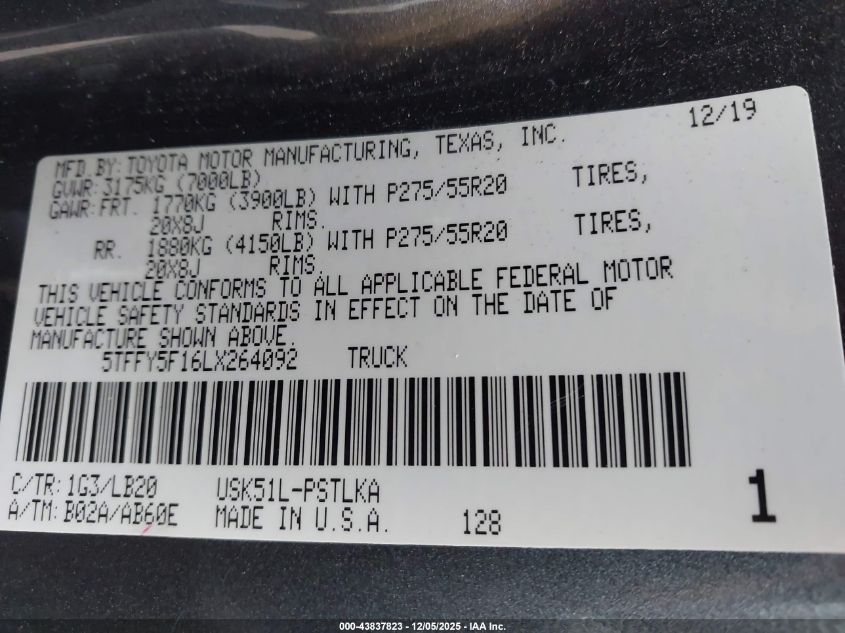 12/19
MFD.BY: TOYOTA MOTOR MANUFACTURING, TEXAS, INC.
GVWR: 3175KG (7000LB)
GAWR: FRT. 1770KG (3900LB) WITH P275/55R20 TIRES,
20X8J RIMS.
RR. 1880KG (4150LB) WITH P275/55R20 TIRES,
20X8J RIMS.
THIS VEHICLE CONFORMS TO ALL APPLICABLE FEDERAL MOTOR
VEHICLE SAFETY STANDARDS IN EFFECT ON THE DATE OF
MANUFACTURE SHOWN ABOVE.
5TFFY5F16LX264092 TRUCK
C/TR: 1G3/LB20 USK51L-PSTLKA
A/TM: B02A/AB60E MADE IN U.S.A. 128
1
000-43837823 - 12/05/2025 - IAA Inc.